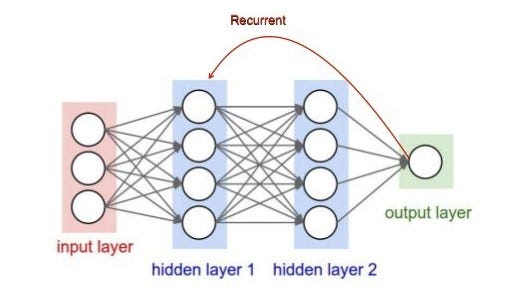 Recurrent
input layer
hidden layer 1
hidden layer 2
output layer